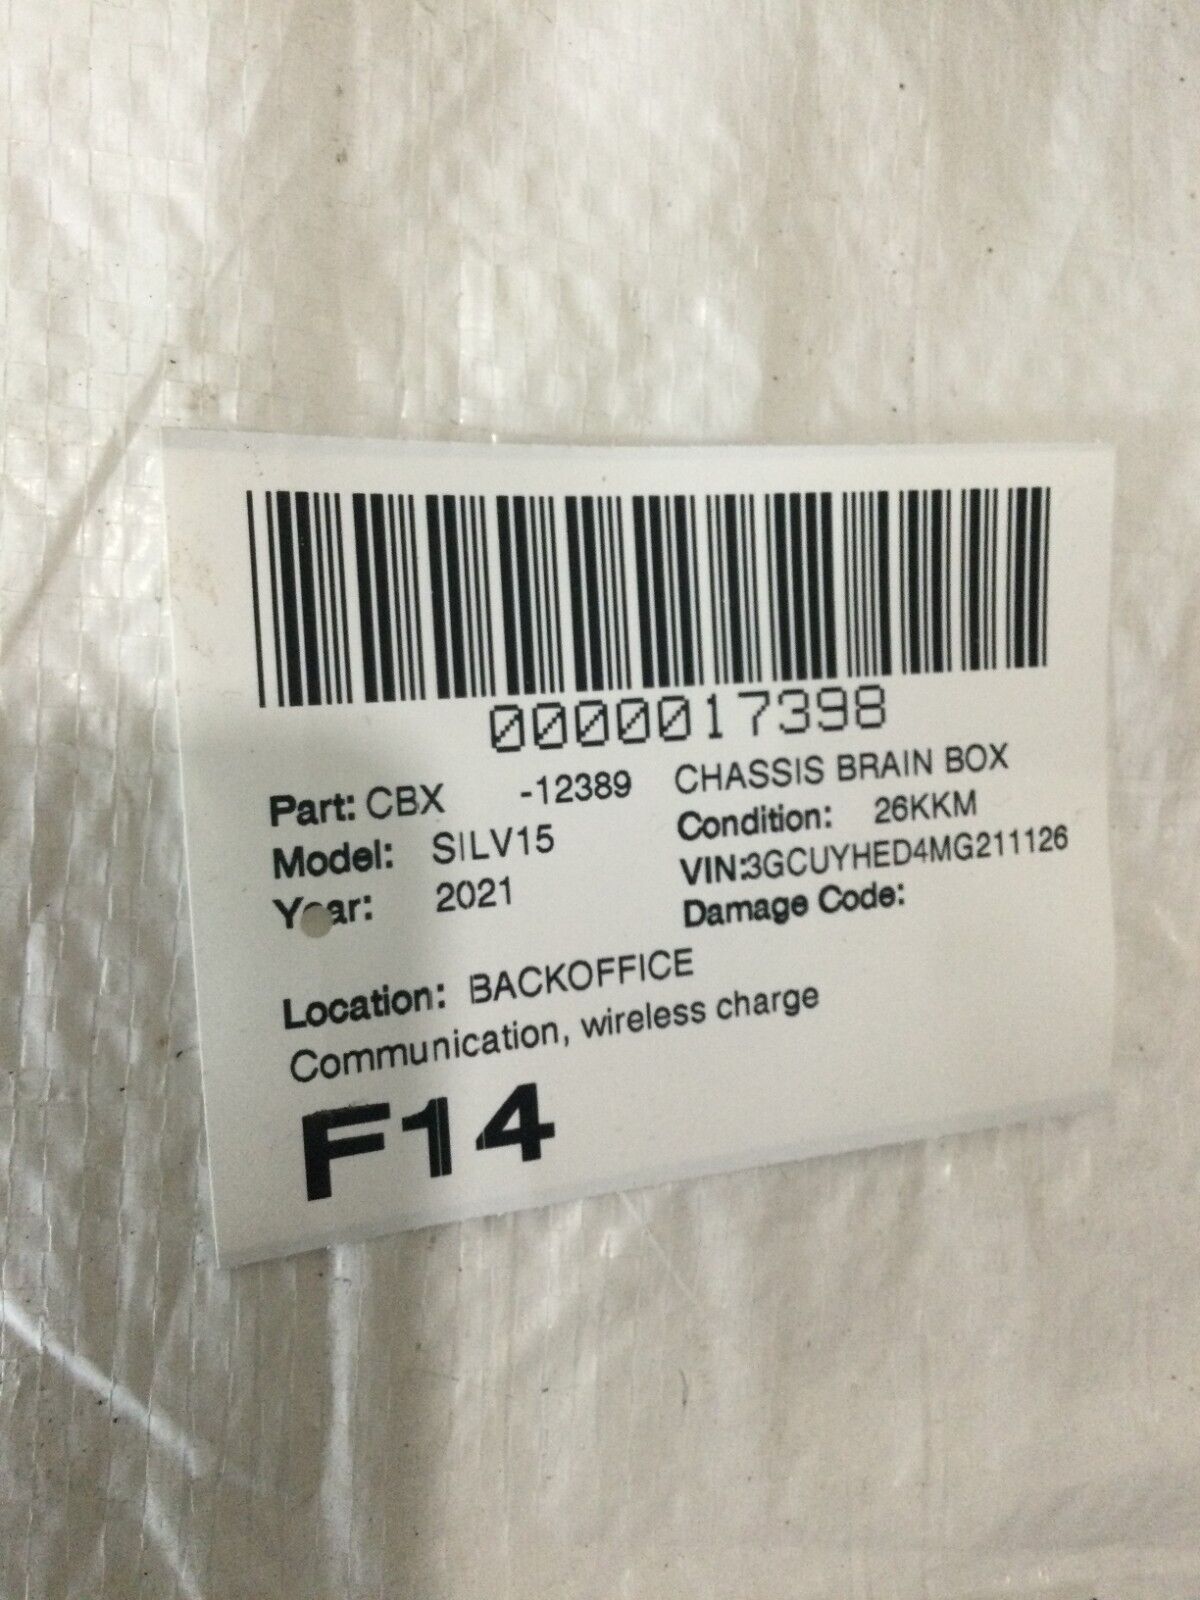 0000017398
Part: CBX -12389 CHASSIS BRAIN BOX
Model: SILV15 Condition: 26KKM
Year: 2021 VIN:3GCUYHED4MG211126
Damage Code:
Location: BACKOFFICE
Communication, wireless charge
F14